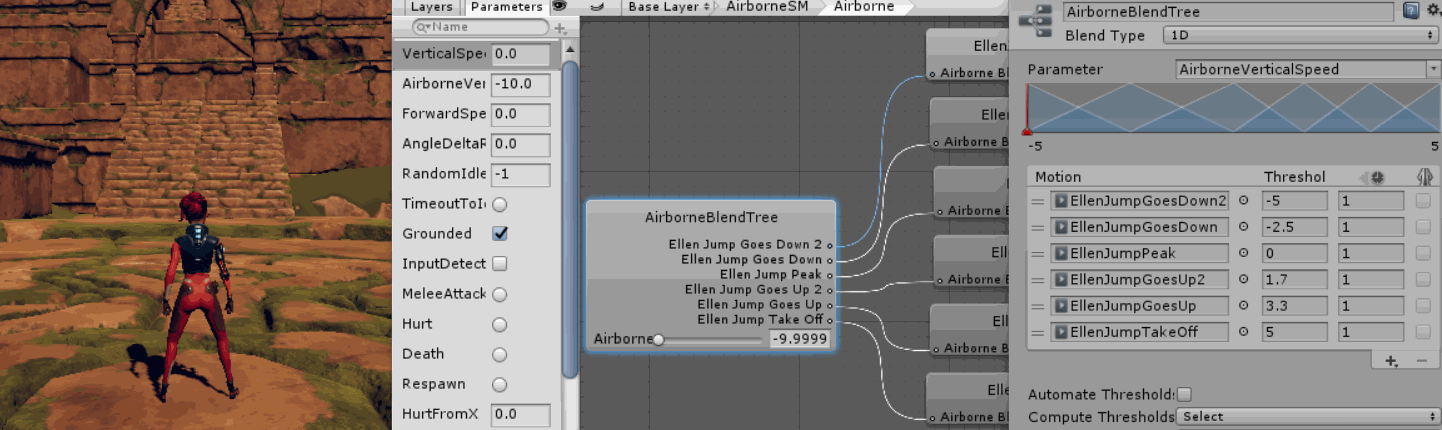 Layers Parameters
Base Layer AirborneSM Airborne
Name
VerticalSpe 0.0
AirborneVer -10.0
ForwardSpe 0.0
AngleDeltaR 0.0
RandomIdle -1
TimeoutToI
Grounded
InputDetect
MeleeAttack
Hurt
Death
Respawn
HurtFromX 0.0
AirborneBlendTree
Ellen Jump Goes Down 2
Ellen Jump Goes Down
Ellen Jump Peak
Ellen Jump Goes Up 2
Ellen Jump Goes Up
Ellen Jump Take Off
Airborne -9.9999
Ellen
Airborne Bl
Elle
Airborne B
Airborne B
El
Airborne B
Ell
Airborne B
Elle
Airborne B
AirborneBlendTree
Blend Type 1D
Parameter AirborneVerticalSpeed
-5 5
Motion Threshol
EllenJumpGoesDown2 -5 1
EllenJumpGoesDown -2.5 1
EllenJumpPeak 0 1
EllenJumpGoesUp2 1.7 1
EllenJumpGoesUp 3.3 1
EllenJumpTakeOff 5 1
+ −
Automate Threshold:
Compute Thresholds Select